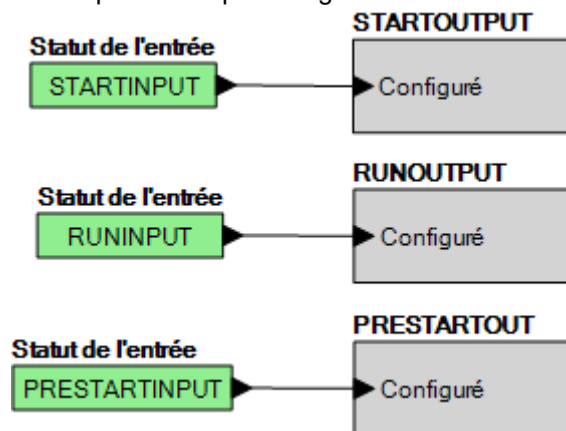 STARTOUTPUT
Statut de l'entrée
STARTINPUT
Configuré
RUNOUTPUT
Statut de l'entrée
RUNINPUT
Configuré
PRESTARTOUT
Statut de l'entrée
PRESTARTINPUT
Configuré